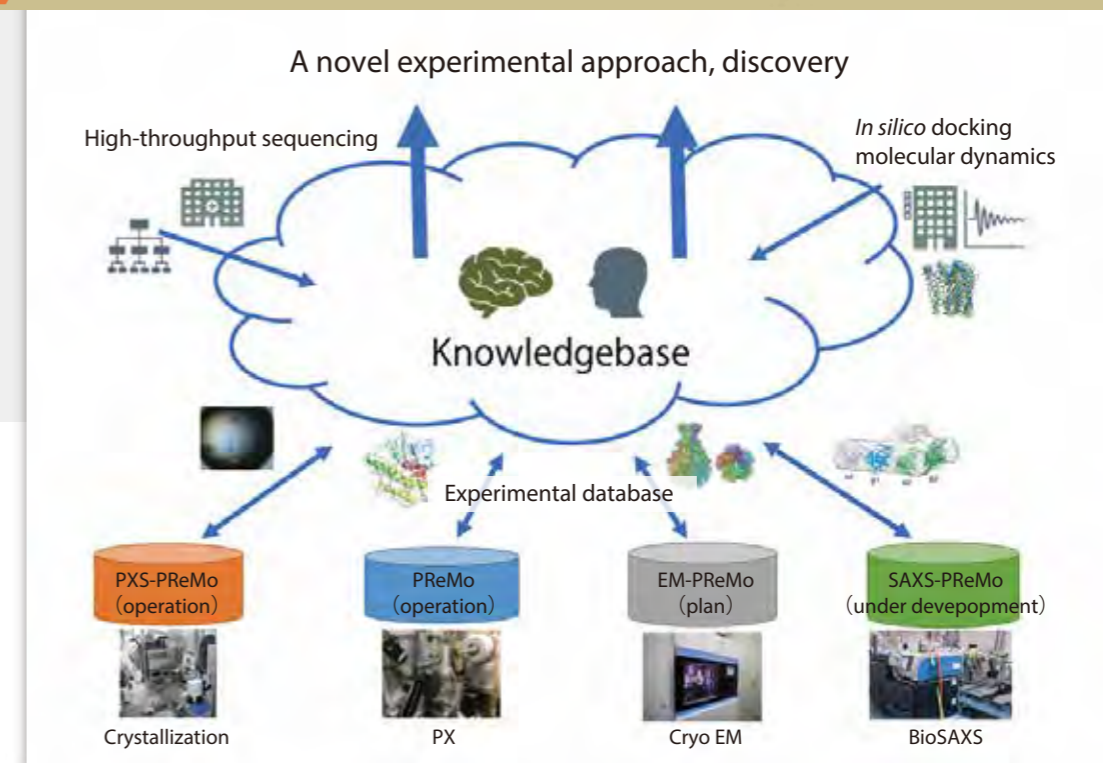 A novel experimental approach, discovery
High-throughput sequencing
In silico docking
molecular dynamics
Knowledgebase
Experimental database
PXS-PReMo
（operation）
PReMo
（operation）
EM-PReMo
（plan）
SAXS-PReMo
（under devepopment）
Crystallization
PX
Cryo EM
BioSAXS